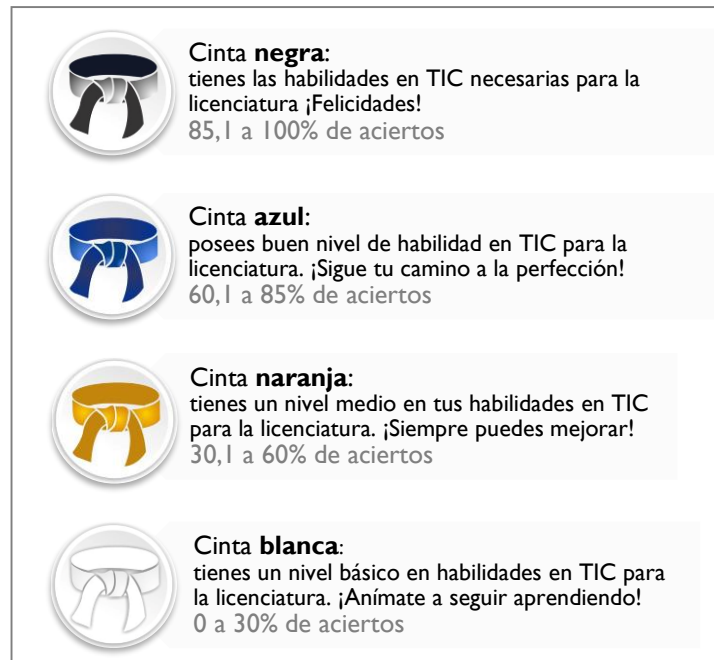 Cinta negra:
tienes las habilidades en TIC necesarias para la
licenciatura ¡Felicidades!
85,1 a 100% de aciertos
Cinta azul:
posees buen nivel de habilidad en TIC para la
licenciatura. ¡Sigue tu camino a la perfección!
60,1 a 85% de aciertos
Cinta naranja:
tienes un nivel medio en tus habilidades en TIC
para la licenciatura. ¡Siempre puedes mejorar!
30,1 a 60% de aciertos
Cinta blanca:
tienes un nivel básico en habilidades en TIC para
la licenciatura. ¡Anímate a seguir aprendiendo!
0 a 30% de aciertos